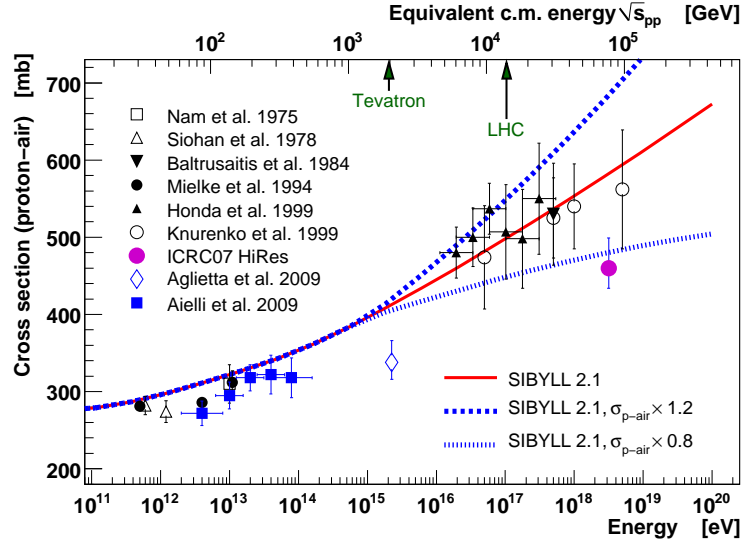 Equivalent c.m. energy √s_pp [GeV]
10² 10³ 10⁴ 10⁵
Cross section (proton-air) [mb]
700
600
500
400
300
200
Tevatron
LHC
Nam et al. 1975
Siohan et al. 1978
Baltrusaitis et al. 1984
Mielke et al. 1994
Honda et al. 1999
Knurenko et al. 1999
ICRC07 HiRes
Aglietta et al. 2009
Aielli et al. 2009
SIBYLL 2.1
SIBYLL 2.1, σ_p-air × 1.2
SIBYLL 2.1, σ_p-air × 0.8
10¹¹ 10¹² 10¹³ 10¹⁴ 10¹⁵ 10¹⁶ 10¹⁷ 10¹⁸ 10¹⁹ 10²⁰
Energy [eV]